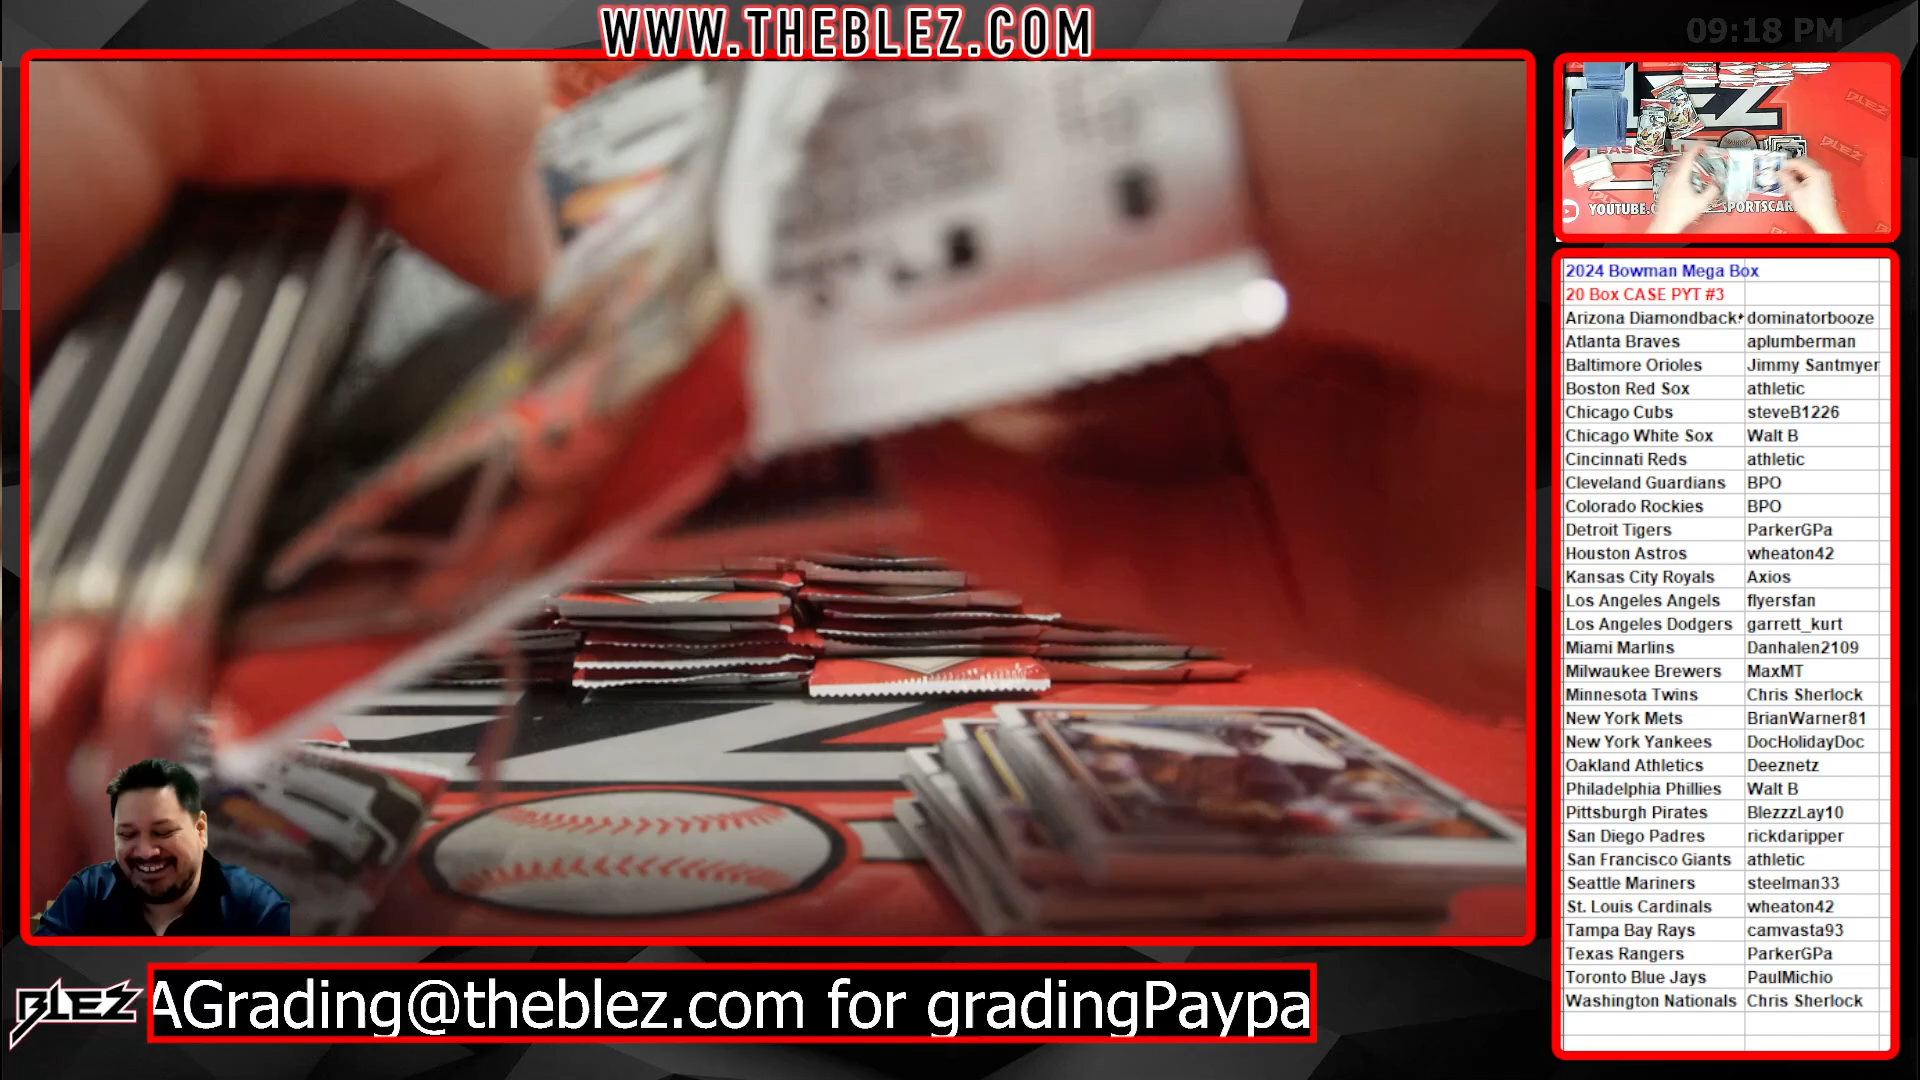 WWW.THEBLEZ.COM
09:18 PM
BLEZ
BLEZ
YOUTUBE.C
SPORTSCAR
2024 Bowman Mega Box
20 Box CASE PYT #3
Arizona Diamondback dominatorbooze
Atlanta Braves aplumberman
Baltimore Orioles Jimmy Santmyer
Boston Red Sox athletic
Chicago Cubs steveB1226
Chicago White Sox Walt B
Cincinnati Reds athletic
Cleveland Guardians BPO
Colorado Rockies BPO
Detroit Tigers ParkerGPa
Houston Astros wheaton42
Kansas City Royals Axios
Los Angeles Angels flyersfan
Los Angeles Dodgers garrett_kurt
Miami Marlins Danhalen2109
Milwaukee Brewers MaxMT
Minnesota Twins Chris Sherlock
New York Mets BrianWarner81
New York Yankees DocHolidayDoc
Oakland Athletics Deeznetz
Philadelphia Phillies Walt B
Pittsburgh Pirates BlezzzLay10
San Diego Padres rickdaripper
San Francisco Giants athletic
Seattle Mariners steelman33
St. Louis Cardinals wheaton42
Tampa Bay Rays camvasta93
Texas Rangers ParkerGPa
Toronto Blue Jays PaulMichio
Washington Nationals Chris Sherlock
BLEZ
AGrading@theblez.com for gradingPaypa